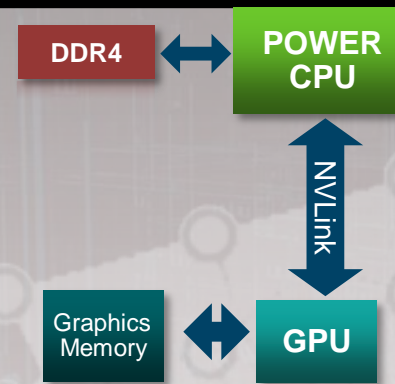 DDR4
POWER
CPU
NVLink
Graphics
Memory
GPU